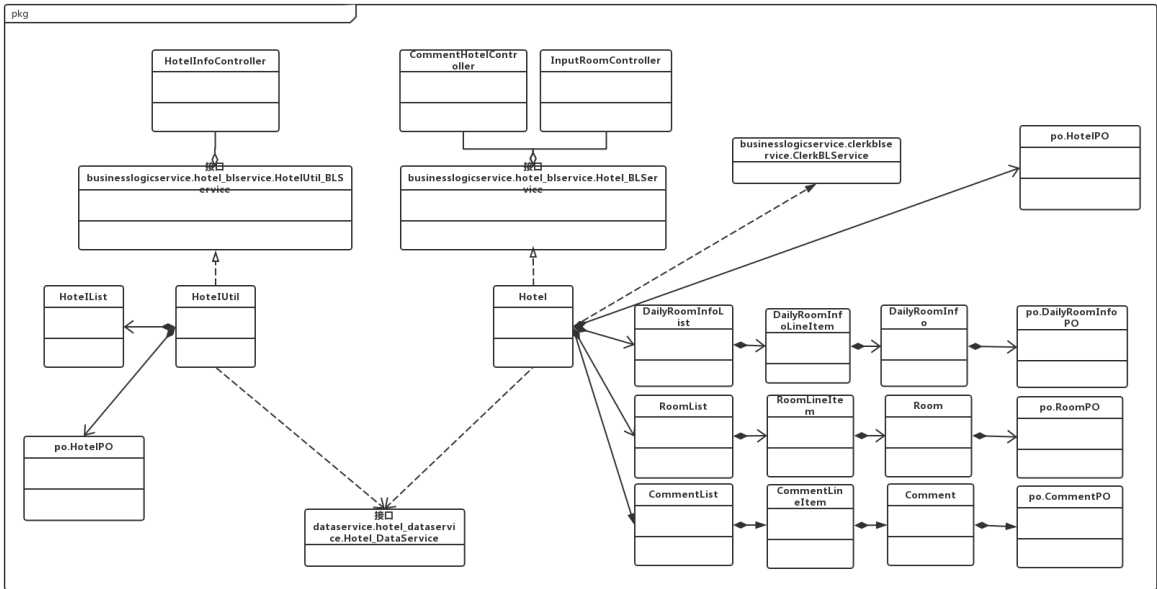 pkg
HotelInfoController
CommentHotelContr
oller
InputRoomController
businesslogicservice.clerkblse
rvice.ClerkBLService
po.HotelPO
接口
businesslogicservice.hotel_blservice.HotelUtil_BLS
ervice
接口
businesslogicservice.hotel_blservice.Hotel_BLSer
vice
HotelList
HotelUtil
Hotel
DailyRoomInfoL
ist
DailyRoomInf
oLineItem
DailyRoomInf
o
po.DailyRoomInfo
PO
RoomList
RoomLineIte
m
Room
po.RoomPO
po.HotelPO
CommentList
CommentLin
eItem
Comment
po.CommentPO
接口
dataservice.hotel_dataservi
ce.Hotel_DataService